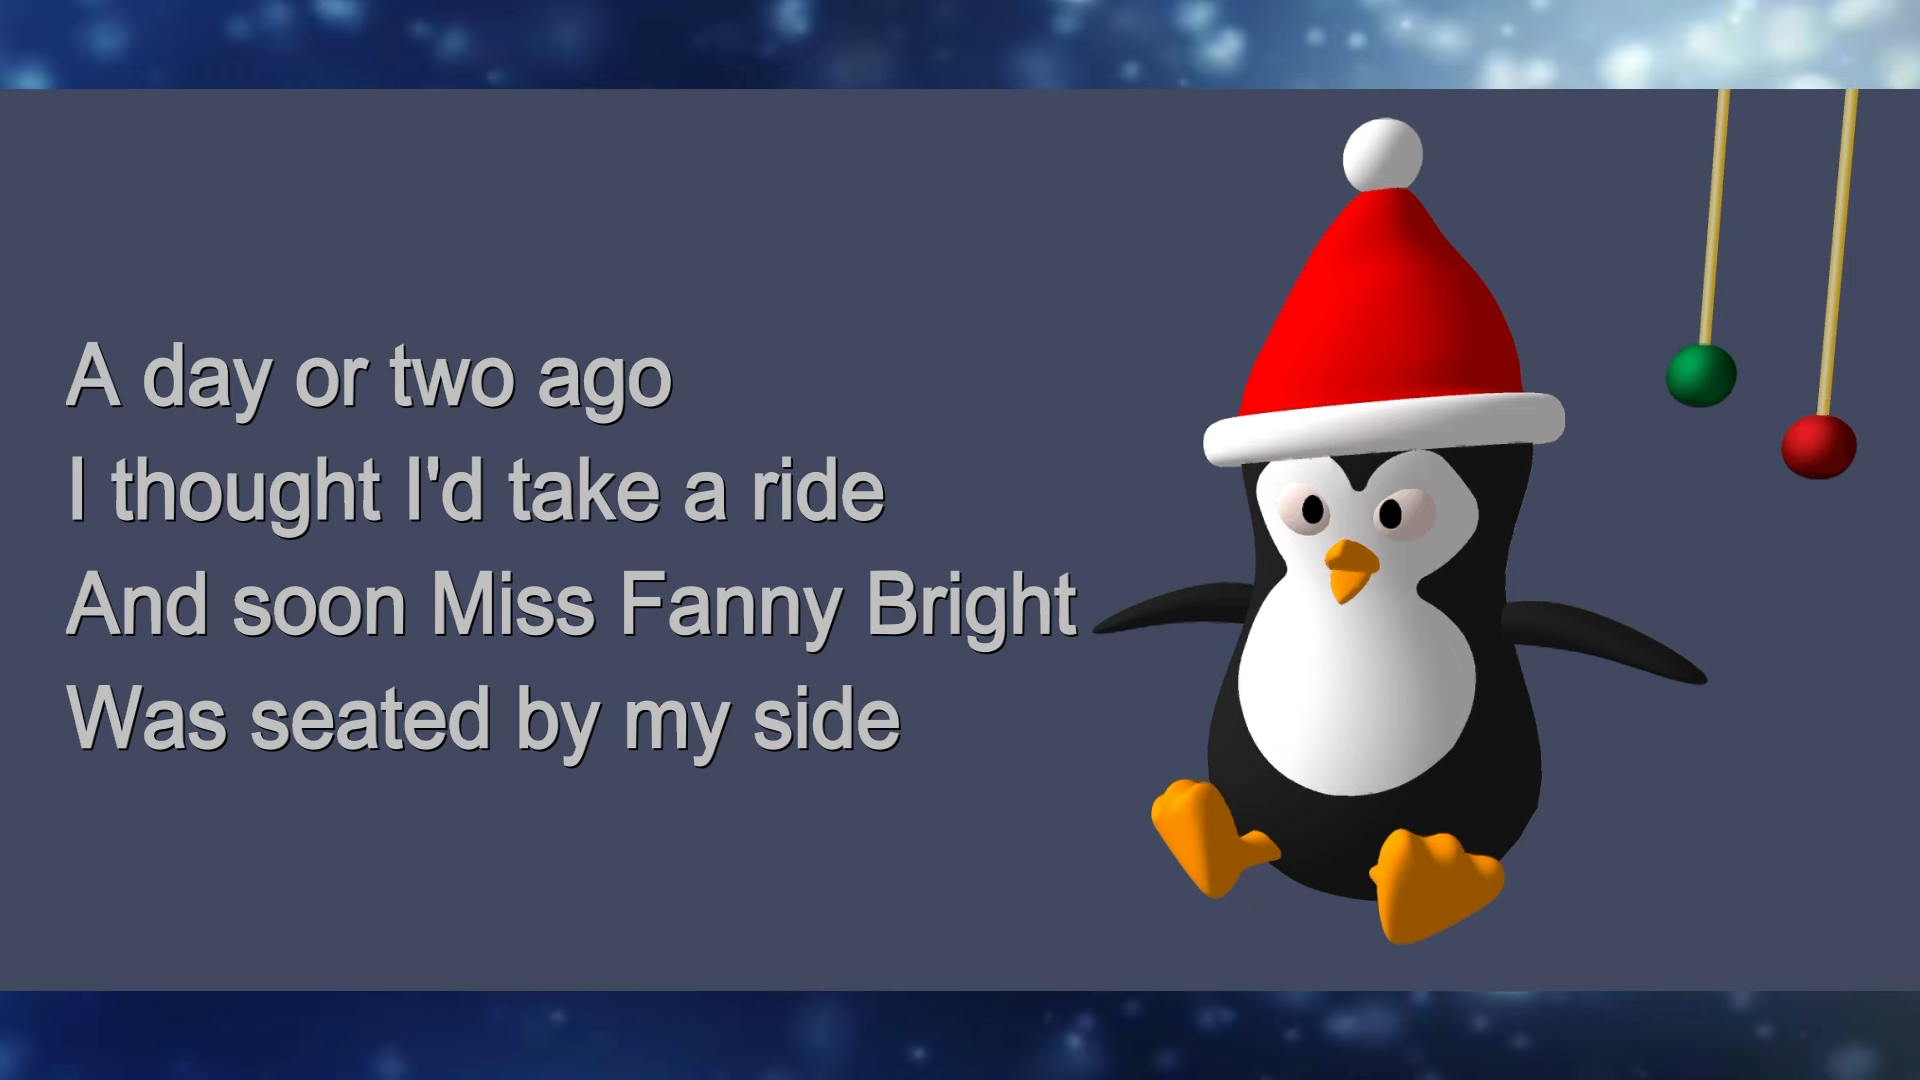 A day or two ago
I thought I'd take a ride
And soon Miss Fanny Bright
Was seated by my side